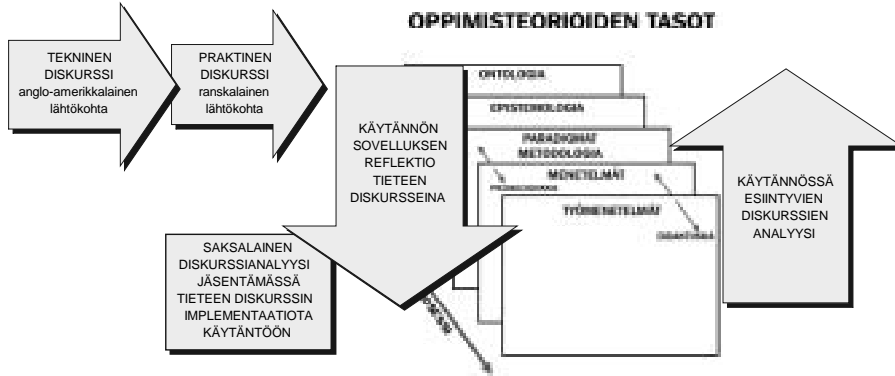 OPPIMISTEORIOIDEN TASOT
TEKNINEN
DISKURSSI
anglo-amerikkalainen
lähtökohta
PRAKTINEN
DISKURSSI
ranskalainen
lähtökohta
KÄYTÄNNÖN
SOVELLUKSEN
REFLEKTIO
TIETEEN
DISKURSSEINA
ONTOLOGIA
EPISTEMOLOGIA
PARADIGMAT
METODOLOGIA
MENETELMÄT
TYÖMENETELMÄT
DIDAKTIIKKA
KÄYTÄNNÖSSÄ
ESIINTYVIEN
DISKURSSIEN
ANALYYSI
SAKSALAINEN
DISKURSSIANALYYSI
JÄSENTÄMÄSSÄ
TIETEEN DISKURSSIN
IMPLEMENTAATIOTA
KÄYTÄNTÖÖN